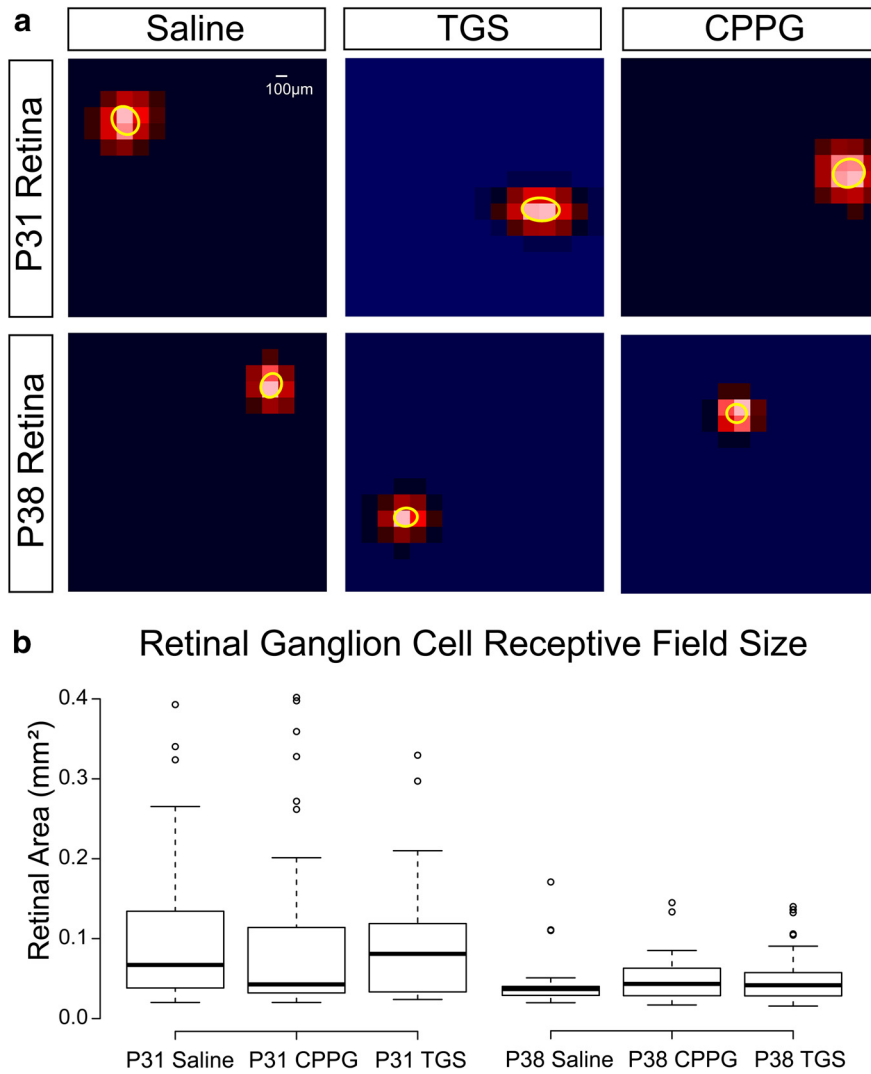 a
Saline
TGS
CPPG
P31 Retina
100µm
P38 Retina
b
Retinal Ganglion Cell Receptive Field Size
Retinal Area (mm²)
0.4
0.3
0.2
0.1
0.0
P31 Saline
P31 CPPG
P31 TGS
P38 Saline
P38 CPPG
P38 TGS